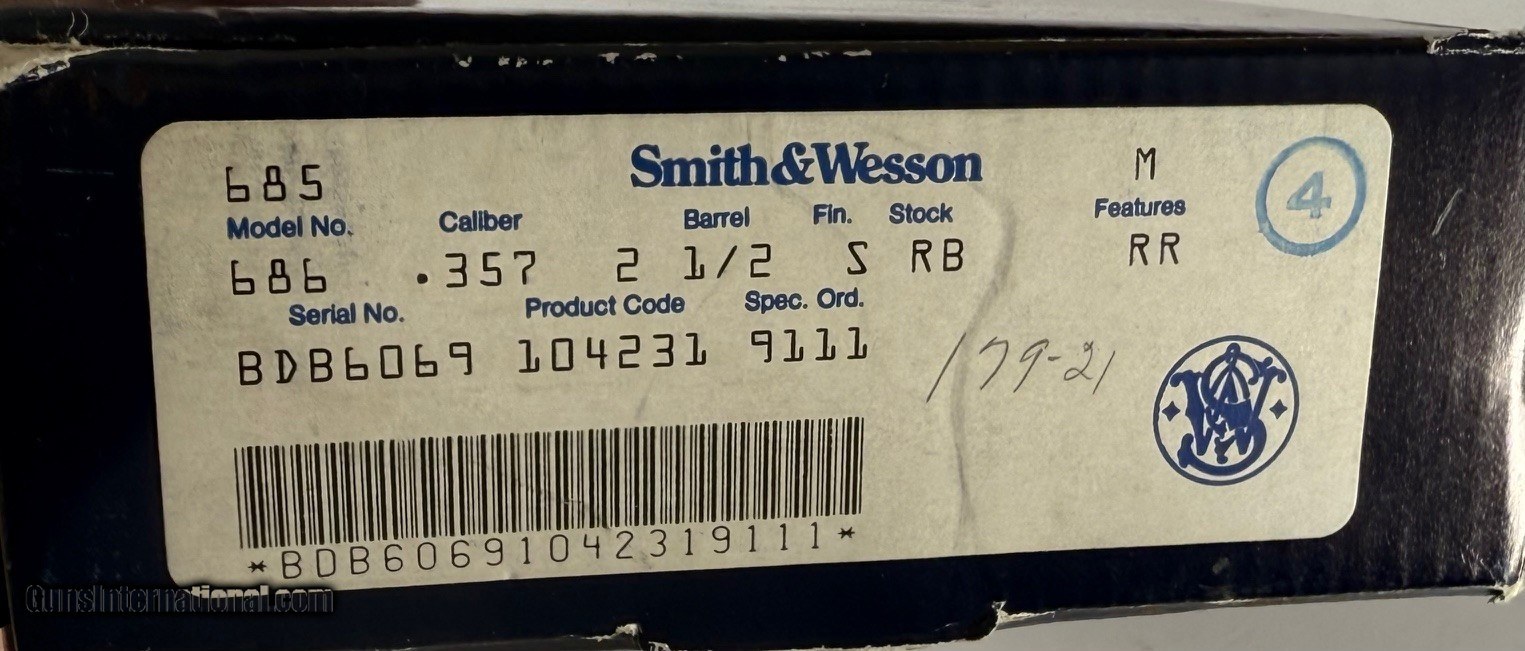 685
Smith&Wesson
M
4
Model No. Caliber Barrel Fin. Stock Features
686 .357 2 1/2 S RB RR
Serial No. Product Code Spec. Ord.
BDB6069 104231 9111
179-21
*BDB60691042319111*
GunsInternational.com